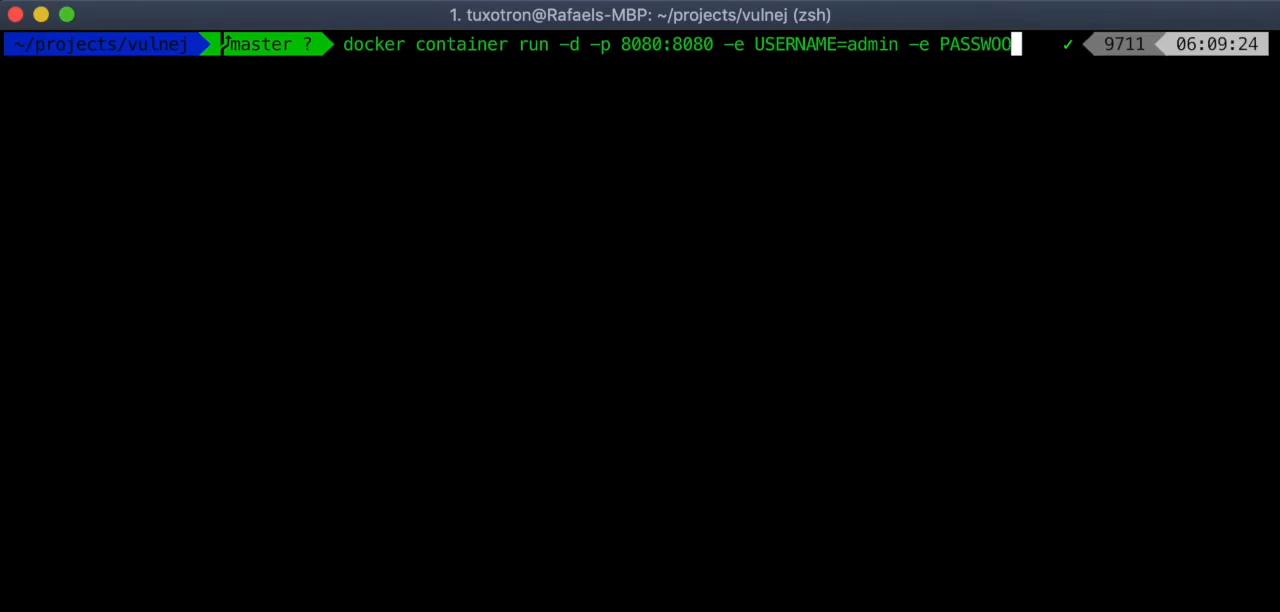 1. tuxotron@Rafaels-MBP: ~/projects/vulnej (zsh)
~/projects/vulnej master ? docker container run -d -p 8080:8080 -e USERNAME=admin -e PASSWOO ✓ 9711 06:09:24